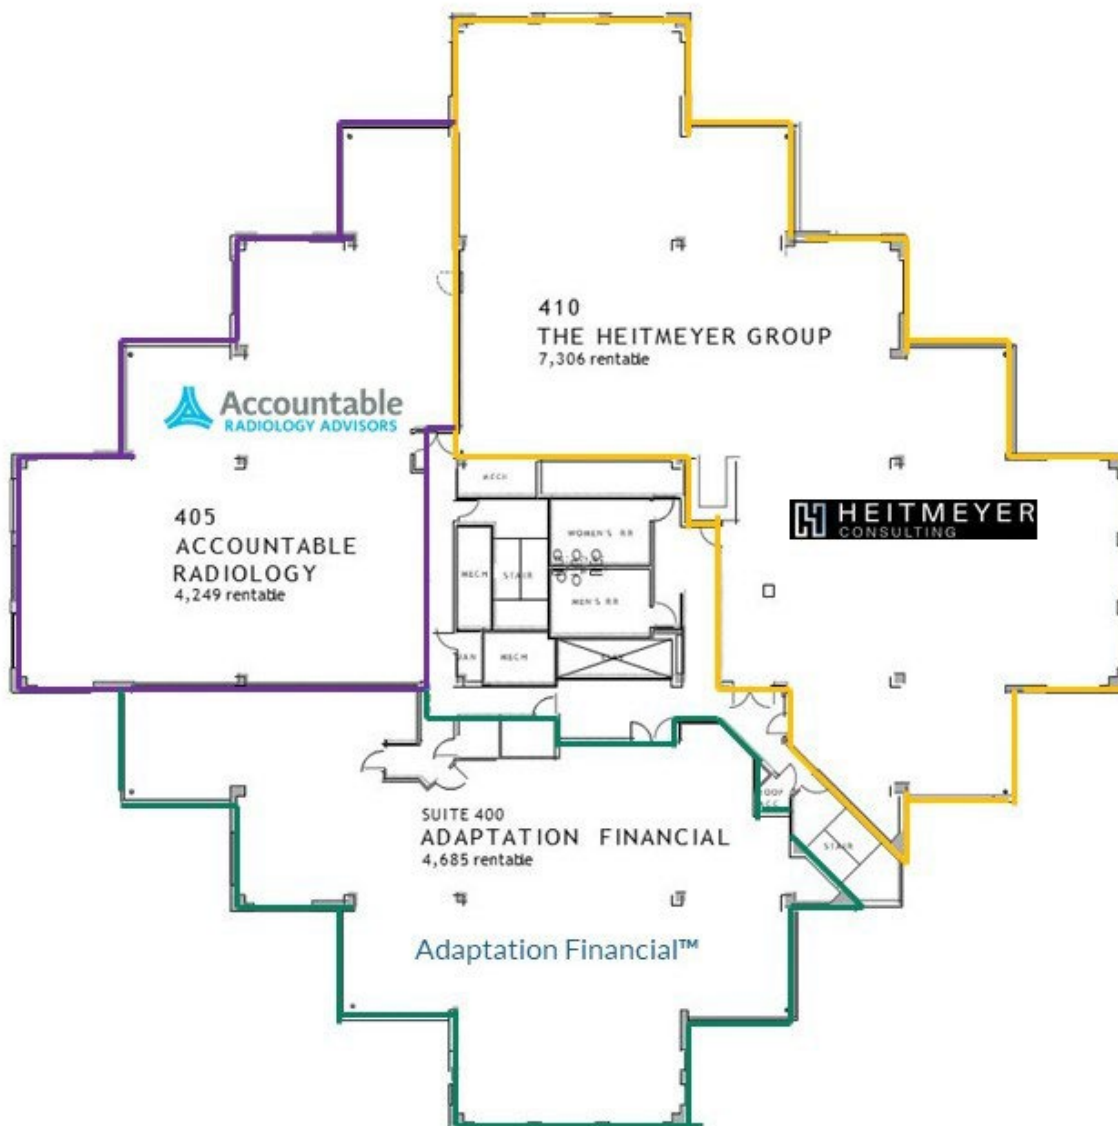 410
THE HEITMEYER GROUP
7,306 rentable
Accountable
RADIOLOGY ADVISORS
405
ACCOUNTABLE
RADIOLOGY
4,249 rentable
HEITMEYER
CONSULTING
WOMEN'S RR
MECH
STAIR
MEN'S RR
MECH
SUITE 400
ADAPTATION FINANCIAL
4,685 rentable
STAIR
Adaptation Financial™